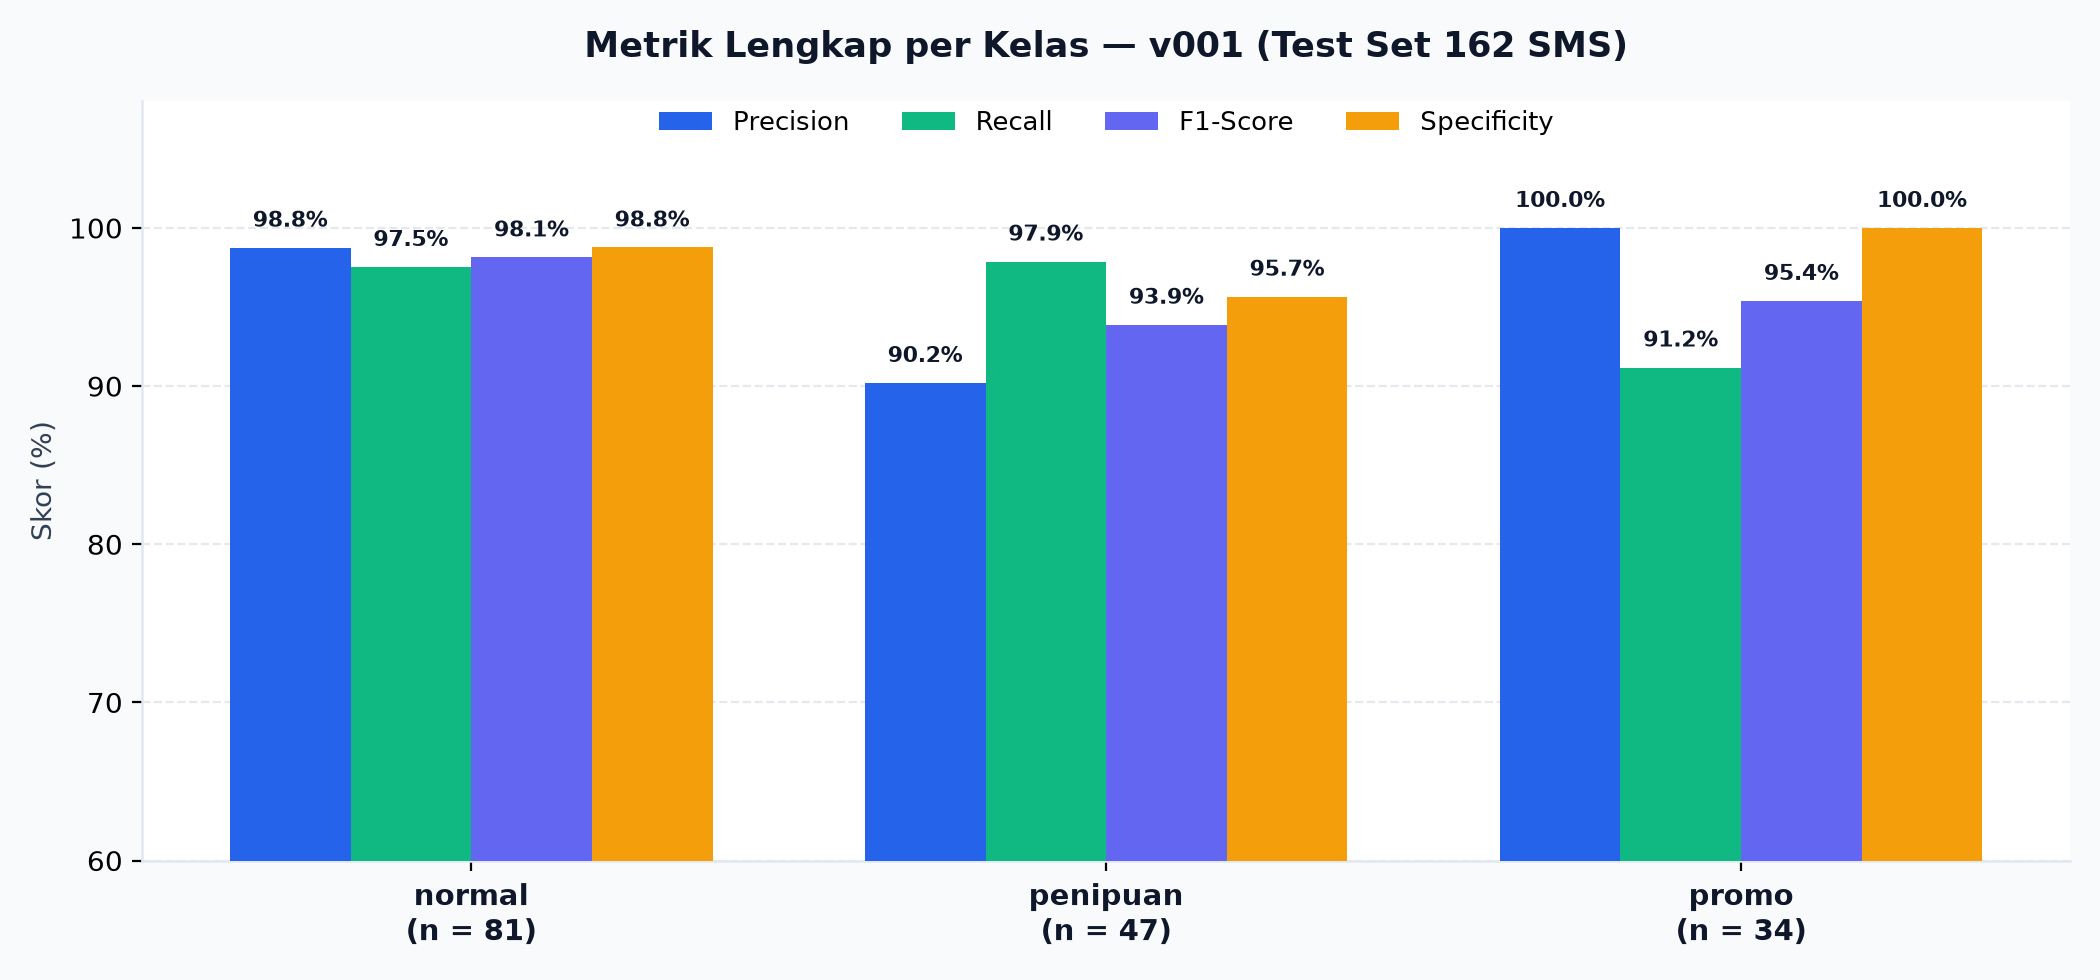 Metrik Lengkap per Kelas — v001 (Test Set 162 SMS)
Precision Recall F1-Score Specificity
Skor (%)
100
90
80
70
60
98.8%
97.5%
98.1%
98.8%
90.2%
97.9%
93.9%
95.7%
100.0%
91.2%
95.4%
100.0%
normal
(n = 81)
penipuan
(n = 47)
promo
(n = 34)